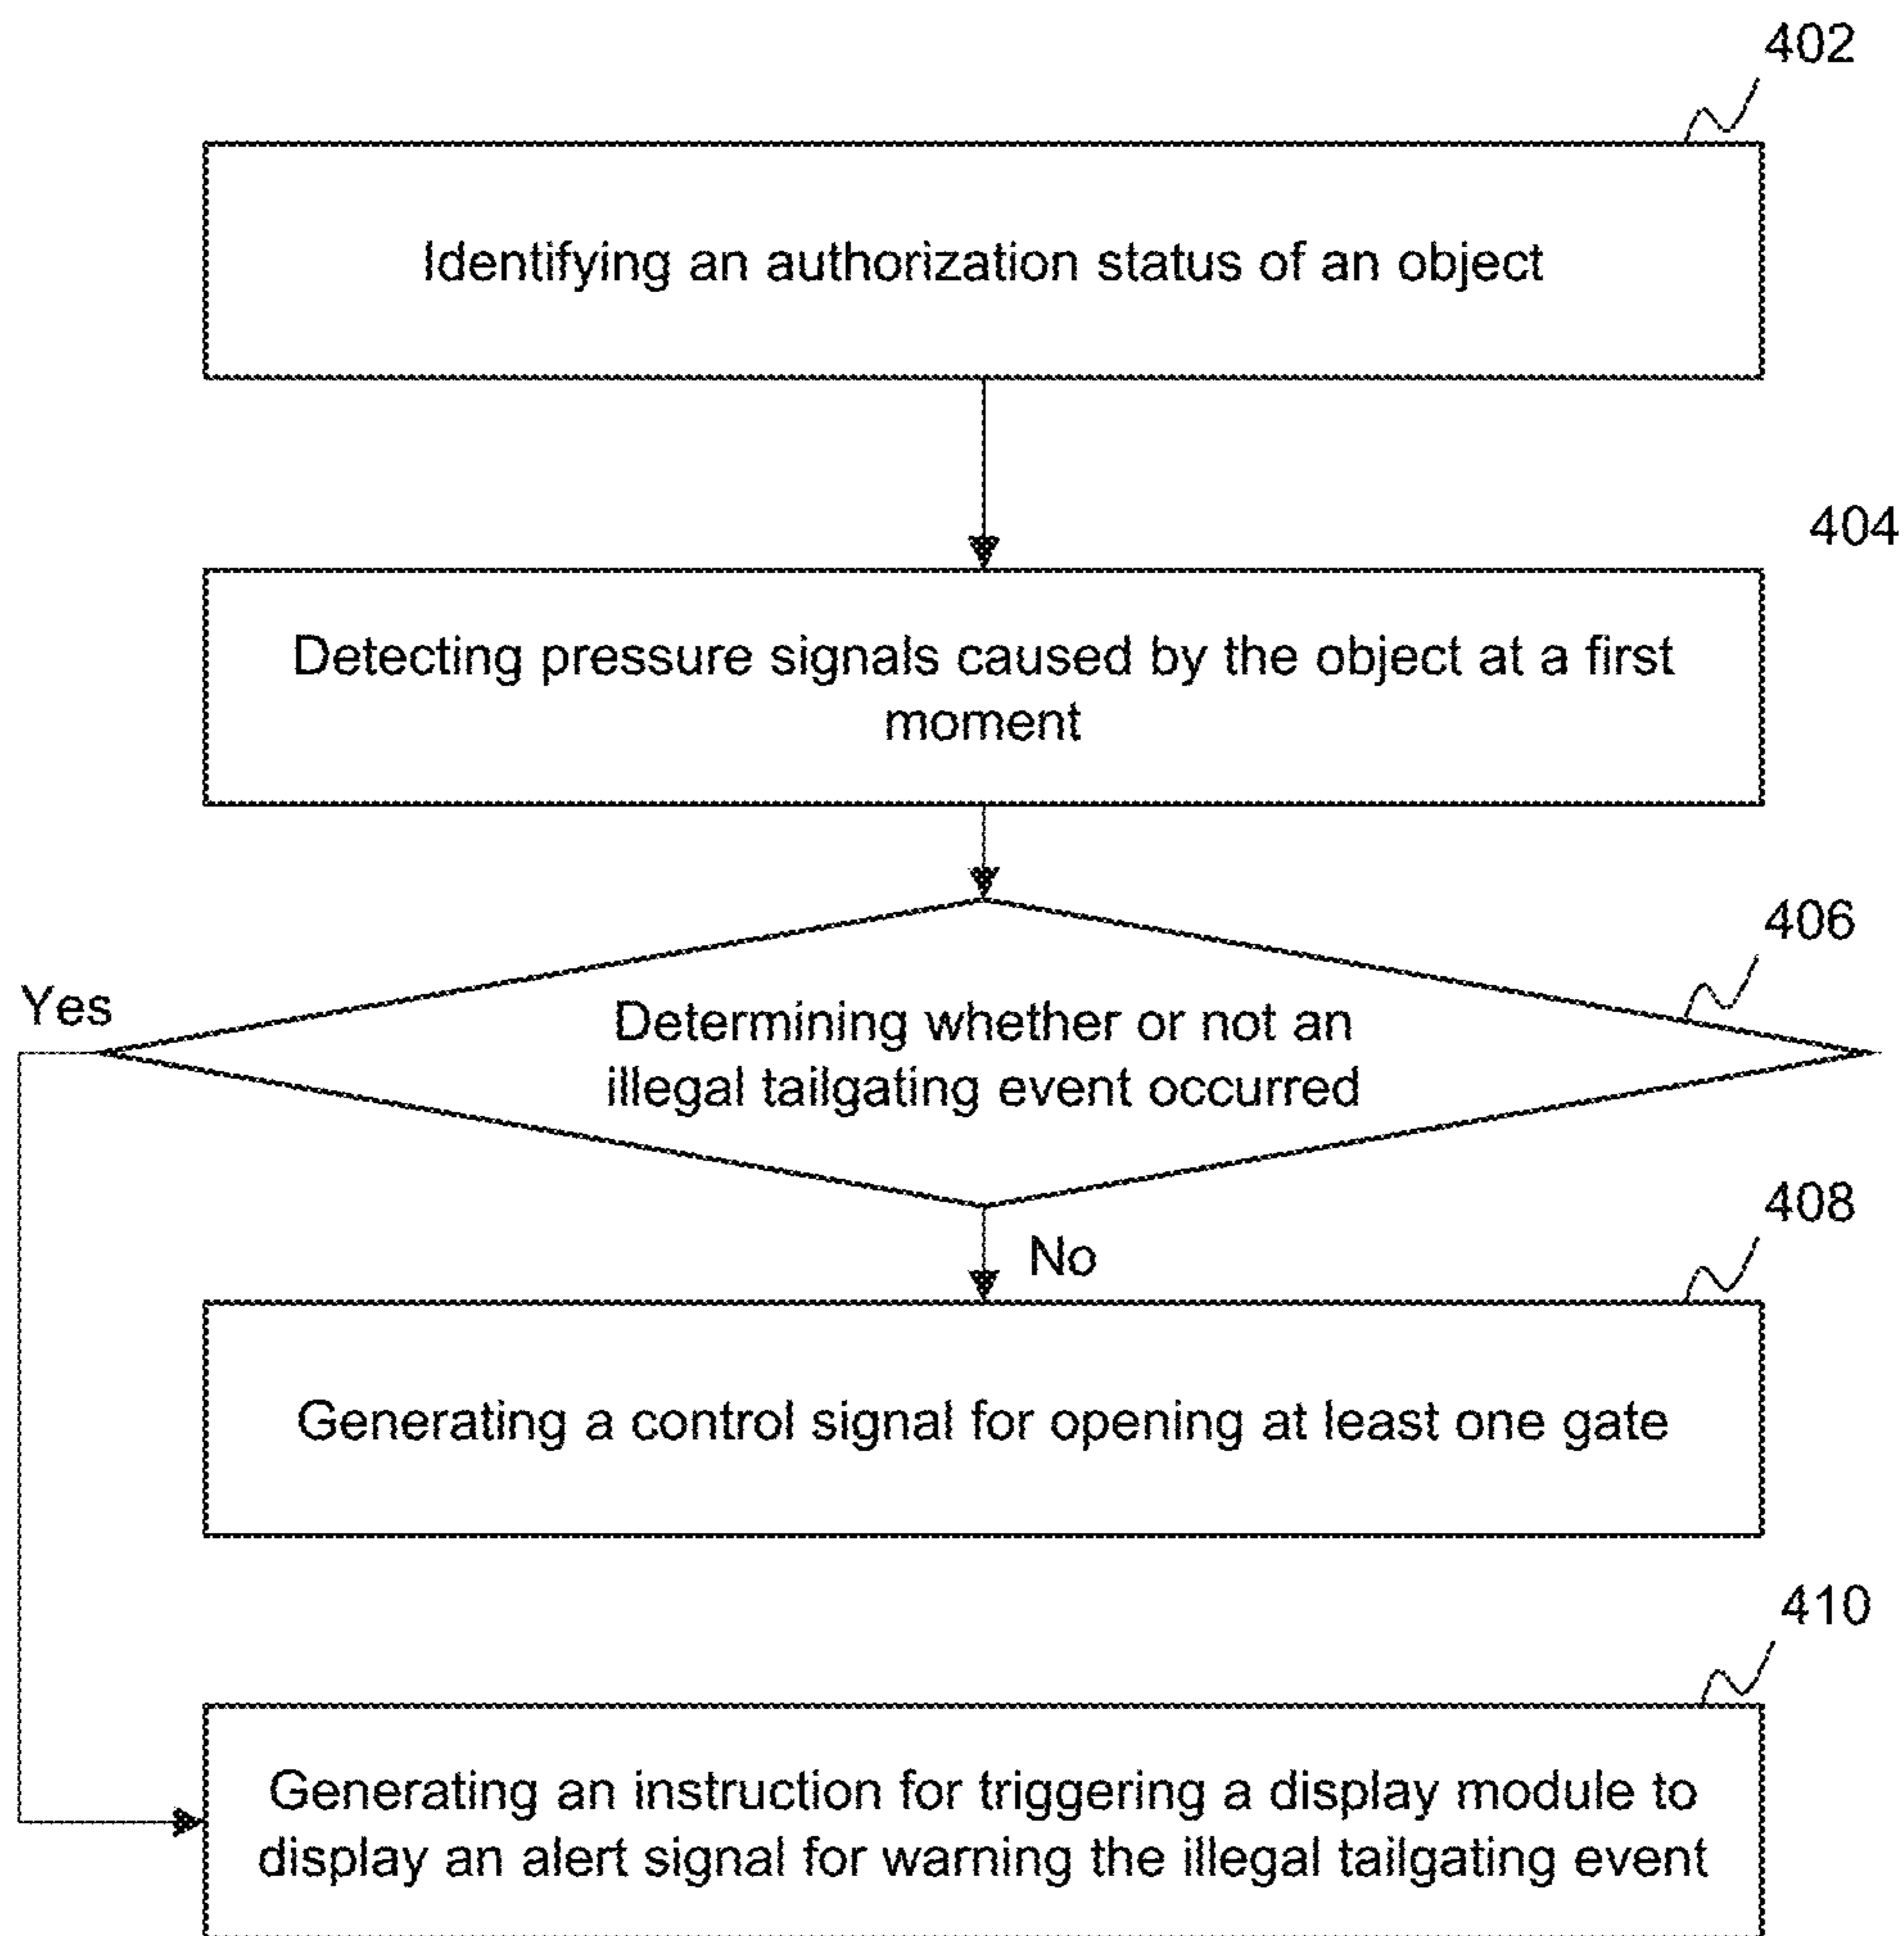 402
Identifying an authorization status of an object
404
Detecting pressure signals caused by the object at a first
moment
406
Yes
Determining whether or not an
illegal tailgating event occurred
408
No
Generating a control signal for opening at least one gate
410
Generating an instruction for triggering a display module to
display an alert signal for warning the illegal tailgating event